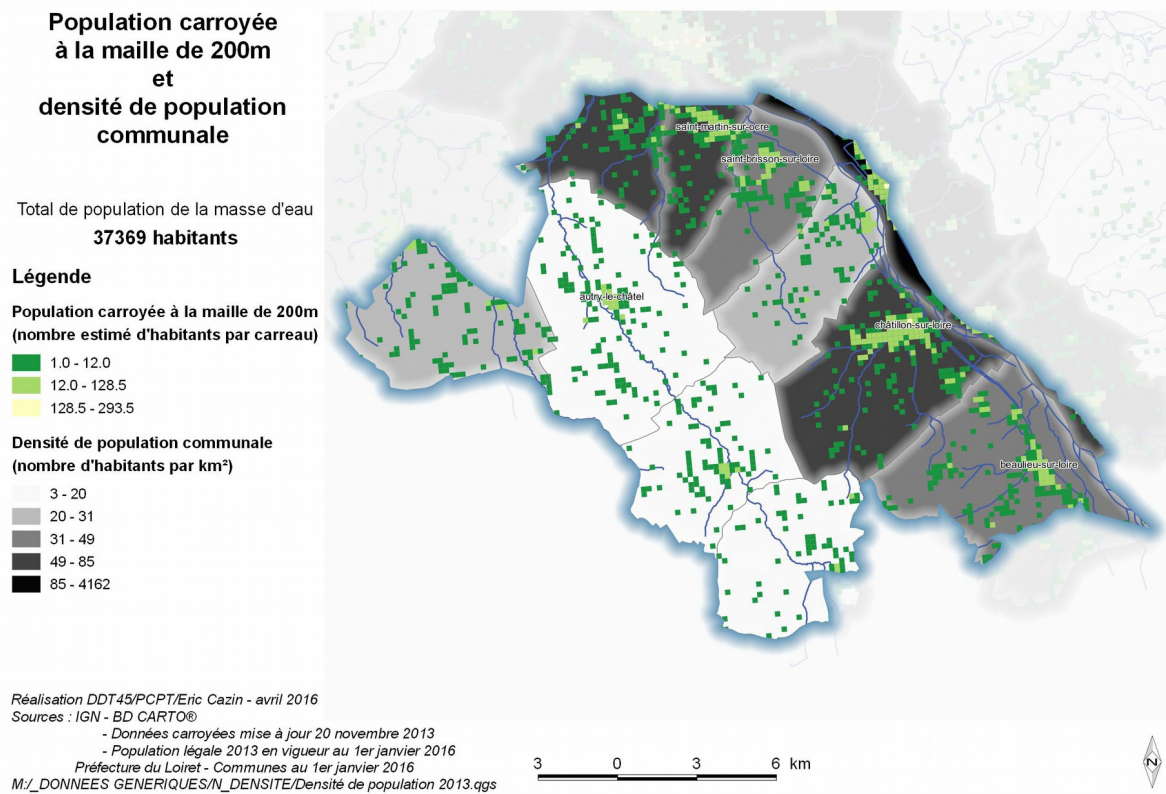 Population carroyée
à la maille de 200m
et
densité de population
communale
Total de population de la masse d'eau
37369 habitants
Légende
Population carroyée à la maille de 200m
(nombre estimé d'habitants par carreau)
1.0 - 12.0
12.0 - 128.5
128.5 - 293.5
Densité de population communale
(nombre d'habitants par km²)
3 - 20
20 - 31
31 - 49
49 - 85
85 - 4162
saint-martin-sur-ocre
saint-brisson-sur-loire
autry-le-châtel
châtillon-sur-loire
beaulieu-sur-loire
Réalisation DDT45/PCPT/Eric Cazin - avril 2016
Sources : IGN - BD CARTO®
- Données carroyées mise à jour 20 novembre 2013
- Population légale 2013 en vigueur au 1er janvier 2016
Préfecture du Loiret - Communes au 1er janvier 2016
M:/_DONNEES GENERIQUES/N_DENSITE/Densité de population 2013.qgs
3 0 3 6 km
N